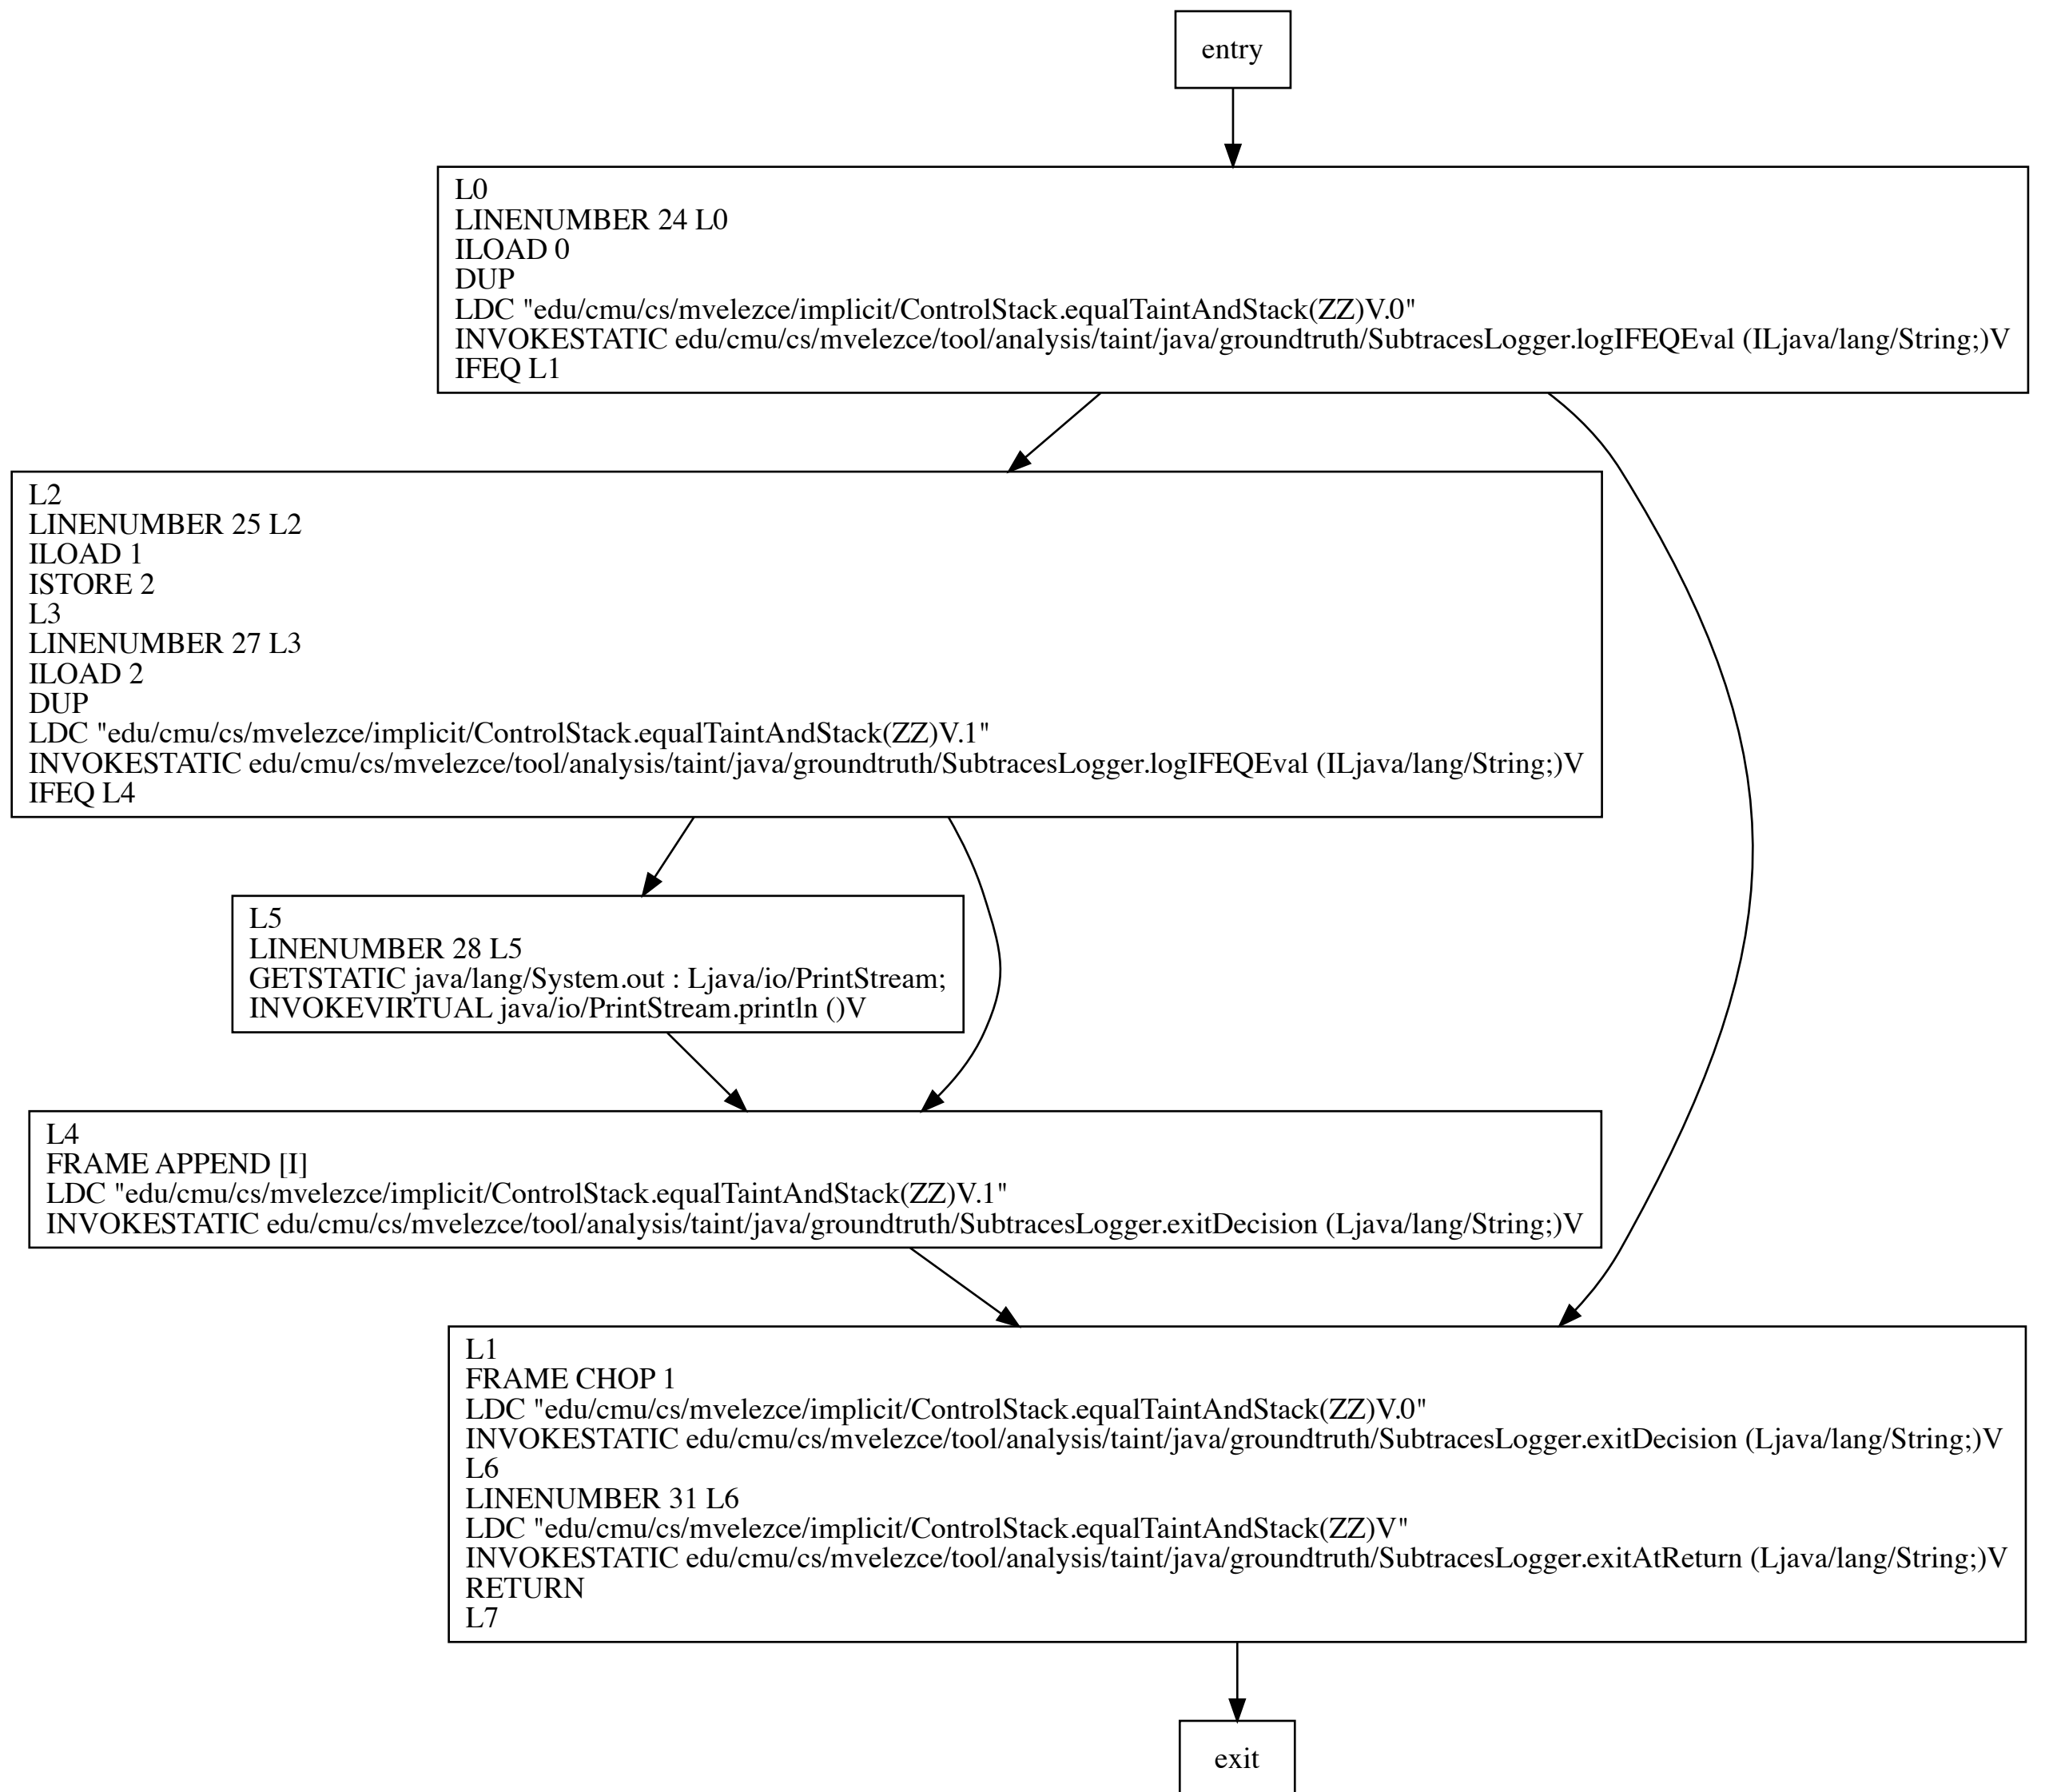 entry
L0
LINENUMBER 24 L0
ILOAD 0
DUP
LDC "edu/cmu/cs/mvelezce/implicit/ControlStack.equalTaintAndStack(ZZ)V.0"
INVOKESTATIC edu/cmu/cs/mvelezce/tool/analysis/taint/java/groundtruth/SubtracesLogger.logIFEQEval (ILjava/lang/String;)V
IFEQ L1
L2
LINENUMBER 25 L2
ILOAD 1
ISTORE 2
L3
LINENUMBER 27 L3
ILOAD 2
DUP
LDC "edu/cmu/cs/mvelezce/implicit/ControlStack.equalTaintAndStack(ZZ)V.1"
INVOKESTATIC edu/cmu/cs/mvelezce/tool/analysis/taint/java/groundtruth/SubtracesLogger.logIFEQEval (ILjava/lang/String;)V
IFEQ L4
L5
LINENUMBER 28 L5
GETSTATIC java/lang/System.out : Ljava/io/PrintStream;
INVOKEVIRTUAL java/io/PrintStream.println ()V
L4
FRAME APPEND [I]
LDC "edu/cmu/cs/mvelezce/implicit/ControlStack.equalTaintAndStack(ZZ)V.1"
INVOKESTATIC edu/cmu/cs/mvelezce/tool/analysis/taint/java/groundtruth/SubtracesLogger.exitDecision (Ljava/lang/String;)V
L1
FRAME CHOP 1
LDC "edu/cmu/cs/mvelezce/implicit/ControlStack.equalTaintAndStack(ZZ)V.0"
INVOKESTATIC edu/cmu/cs/mvelezce/tool/analysis/taint/java/groundtruth/SubtracesLogger.exitDecision (Ljava/lang/String;)V
L6
LINENUMBER 31 L6
LDC "edu/cmu/cs/mvelezce/implicit/ControlStack.equalTaintAndStack(ZZ)V"
INVOKESTATIC edu/cmu/cs/mvelezce/tool/analysis/taint/java/groundtruth/SubtracesLogger.exitAtReturn (Ljava/lang/String;)V
RETURN
L7
exit